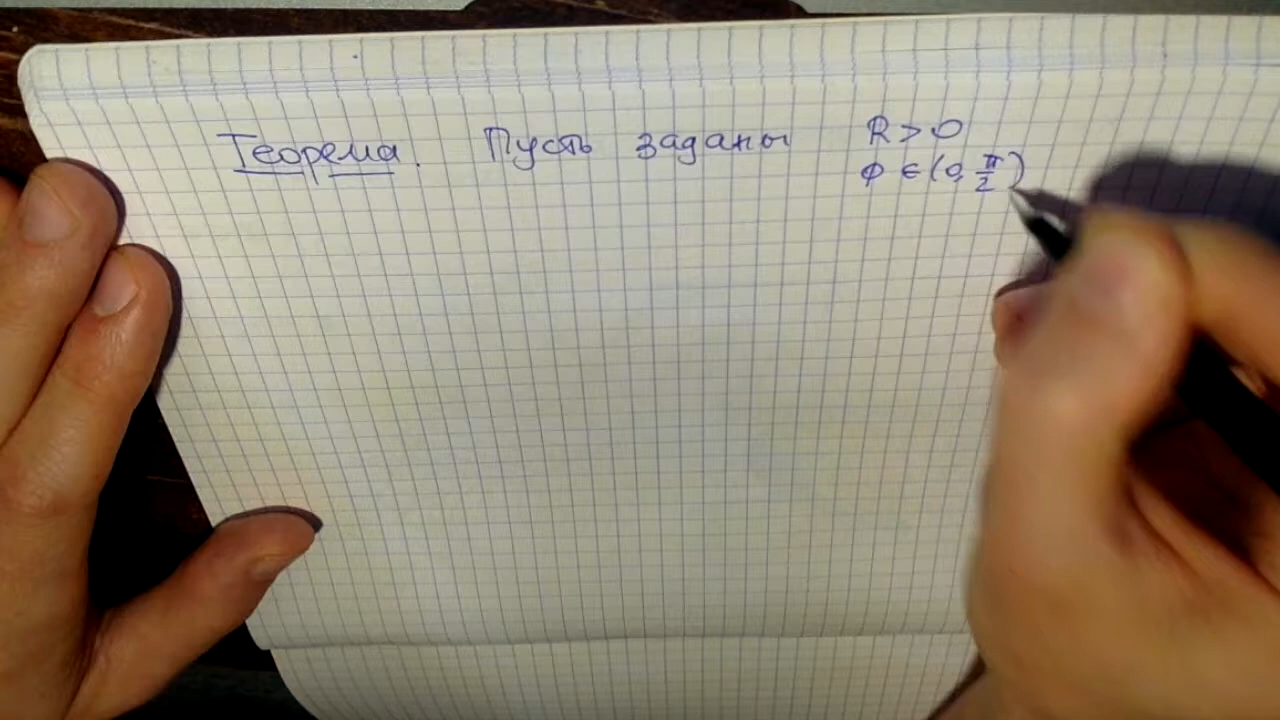 Теорема. Пусть заданы R > 0
φ ∈ (0, π/2)